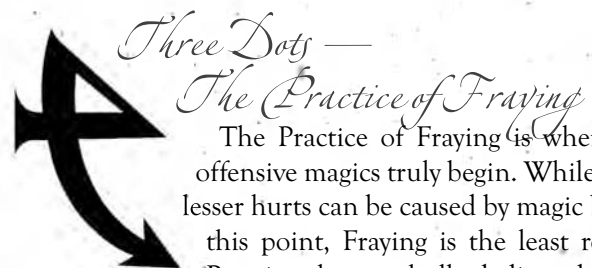 Three Dots —
The Practice of Fraying
The Practice of Fraying is
offensive magics truly begin. While
lesser hurts can be caused by magic
this point, Fraying is the least